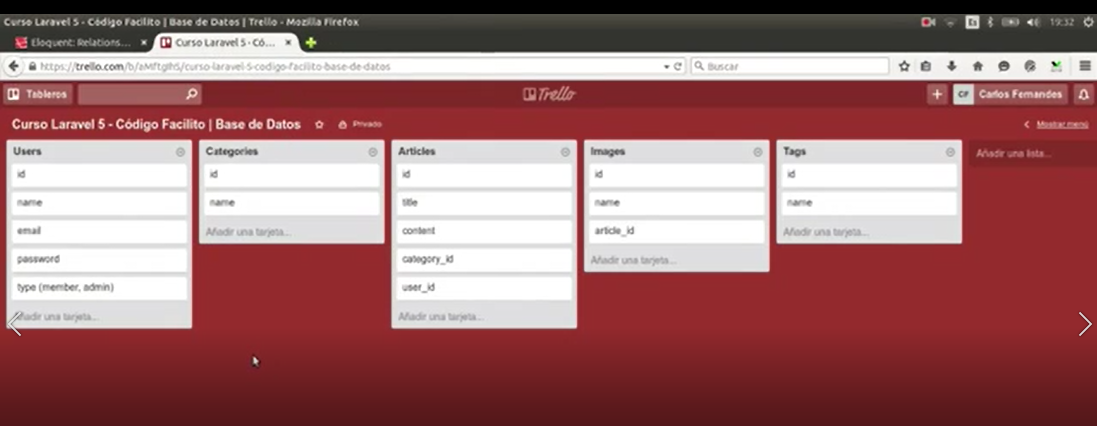 Curso Laravel 5 - Código Facilito | Base de Datos | Trello - Mozilla Firefox
19:32
Eloquent: Relations...
Curso Laravel 5 - Có...
https://trello.com/b/aMftgIhS/curso-laravel-5-codigo-facilito-base-de-datos
Buscar
Tableros
Trello
CF Carlos Fernandes
Curso Laravel 5 - Código Facilito | Base de Datos
Privado
Mostrar menú
Users
id
name
email
password
type (member, admin)
Añadir una tarjeta...
Categories
id
name
Añadir una tarjeta...
Articles
id
title
content
category_id
user_id
Añadir una tarjeta...
Images
id
name
article_id
Añadir una tarjeta...
Tags
id
name
Añadir una tarjeta...
Añadir una lista...